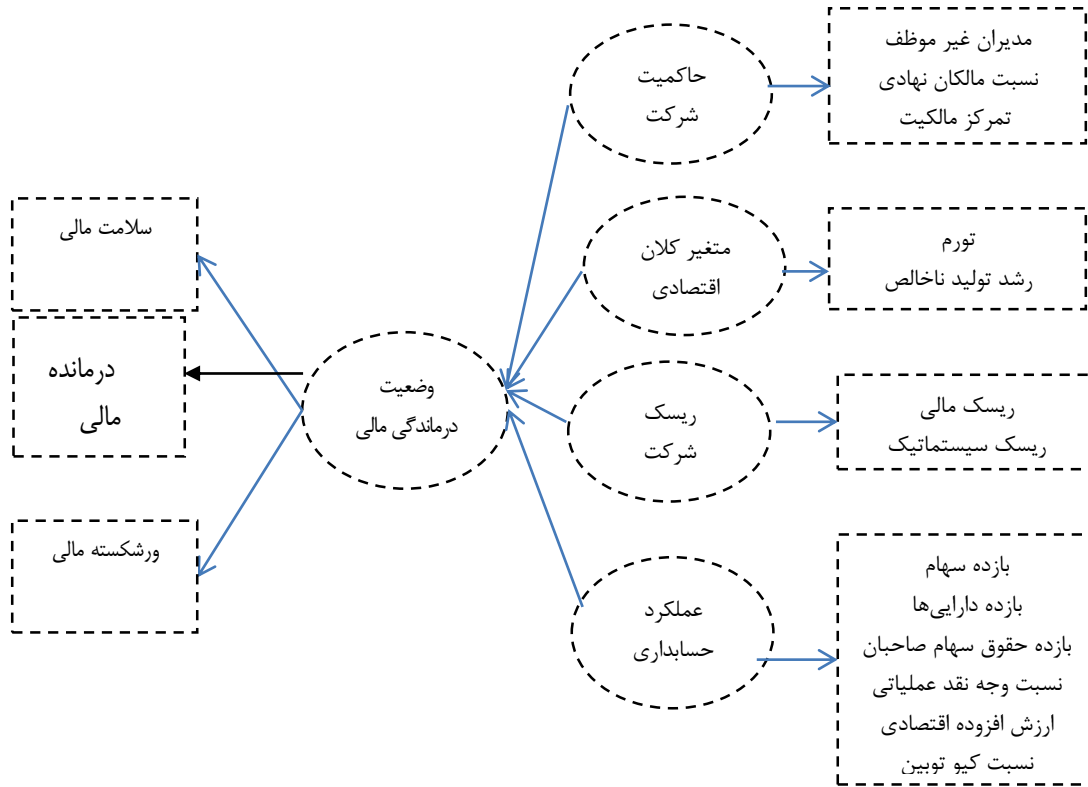 مدیران غیر موظف
نسبت مالکان نهادی
تمرکز مالکیت
حاکمیت
شرکت
تورم
رشد تولید ناخالص
متغیر کلان
اقتصادی
ریسک مالی
ریسک سیستماتیک
ریسک
شرکت
بازده سهام
بازده دارایی‌ها
بازده حقوق سهام صاحبان
نسبت وجه نقد عملیاتی
ارزش افزوده اقتصادی
نسبت کیو توبین
عملکرد
حسابداری
وضعیت
درماندگی مالی
سلامت مالی
درمانده
مالی
ورشکسته مالی